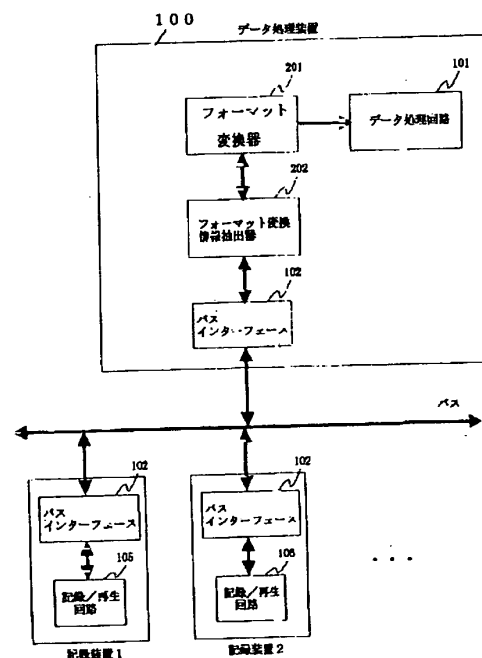 100
データ処理装置
201
フォーマット
変換器
101
データ処理回路
202
フォーマット変換
情報抽出器
102
バス
インターフェース
バス
102
バス
インターフェース
105
記録/再生
回路
記録装置1
102
バス
インターフェース
106
記録/再生
回路
記録装置2
. . .